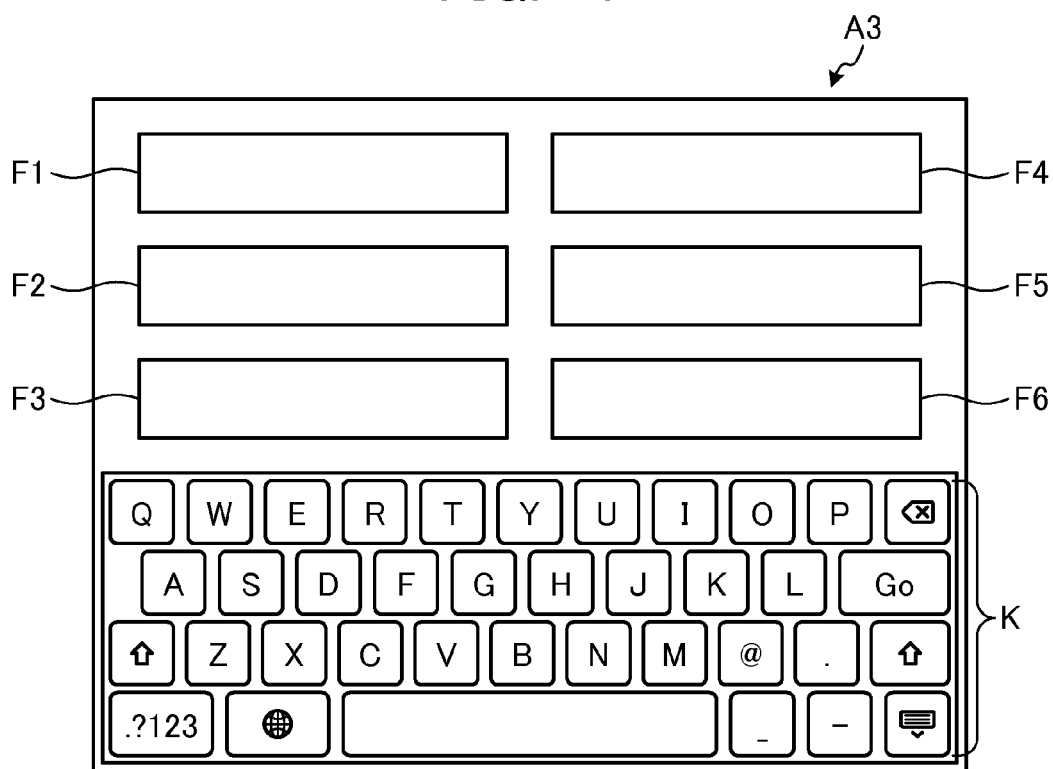 A3
F1 F4
F2 F5
F3 F6
Q W E R T Y U I O P
A S D F G H J K L Go
K
Z X C V B N M @ .
.?123 _ –